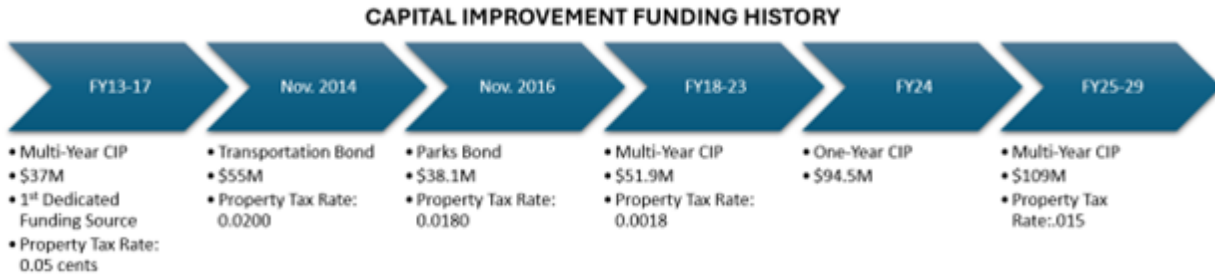 CAPITAL IMPROVEMENT FUNDING HISTORY
FY13-17
Nov. 2014
Nov. 2016
FY18-23
FY24
FY25-29
• Multi-Year CIP
• $37M
• 1st Dedicated
Funding Source
• Property Tax Rate:
0.05 cents
• Transportation Bond
• $55M
• Property Tax Rate:
0.0200
• Parks Bond
• $38.1M
• Property Tax Rate:
0.0180
• Multi-Year CIP
• $51.9M
• Property Tax Rate:
0.0018
• One-Year CIP
• $94.5M
• Multi-Year CIP
• $109M
• Property Tax
Rate:.015